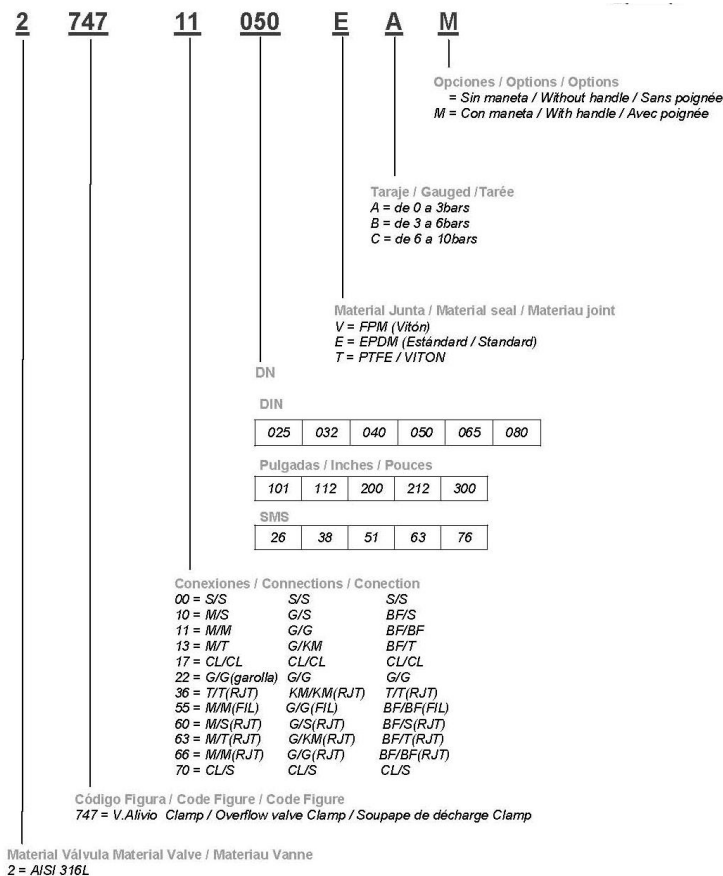 2 747 11 050 E A M
Opciones / Options / Options
= Sin maneta / Without handle / Sans poignée
M = Con maneta / With handle / Avec poignée
Taraje / Gauged /Tarée
A = de 0 a 3bars
B = de 3 a 6bars
C = de 6 a 10bars
Material Junta / Material seal / Materiau joint
V = FPM (Vitón)
E = EPDM (Estándard / Standard)
T = PTFE / VITON
DN
DIN
025 032 040 050 065 080
Pulgadas / Inches / Pouces
101 112 200 212 300
SMS
26 38 51 63 76
Conexiones / Connections / Conection
00 = S/S S/S S/S
10 = M/S G/S BF/S
11 = M/M G/G BF/BF
13 = M/T G/KM BF/T
17 = CL/CL CL/CL CL/CL
22 = G/G(garolla) G/G G/G
36 = T/T(RJT) KM/KM(RJT) T/T(RJT)
55 = M/M(FIL) G/G(FIL) BF/BF(FIL)
60 = M/S(RJT) G/S(RJT) BF/S(RJT)
63 = M/T(RJT) G/KM(RJT) BF/T(RJT)
66 = M/M(RJT) G/G(RJT) BF/BF(RJT)
70 = CL/S CL/S CL/S
Código Figura / Code Figure / Code Figure
747 = V.Alivio Clamp / Overflow valve Clamp / Soupape de décharge Clamp
Material Válvula Material Valve / Materiau Vanne
2 = AISI 316L